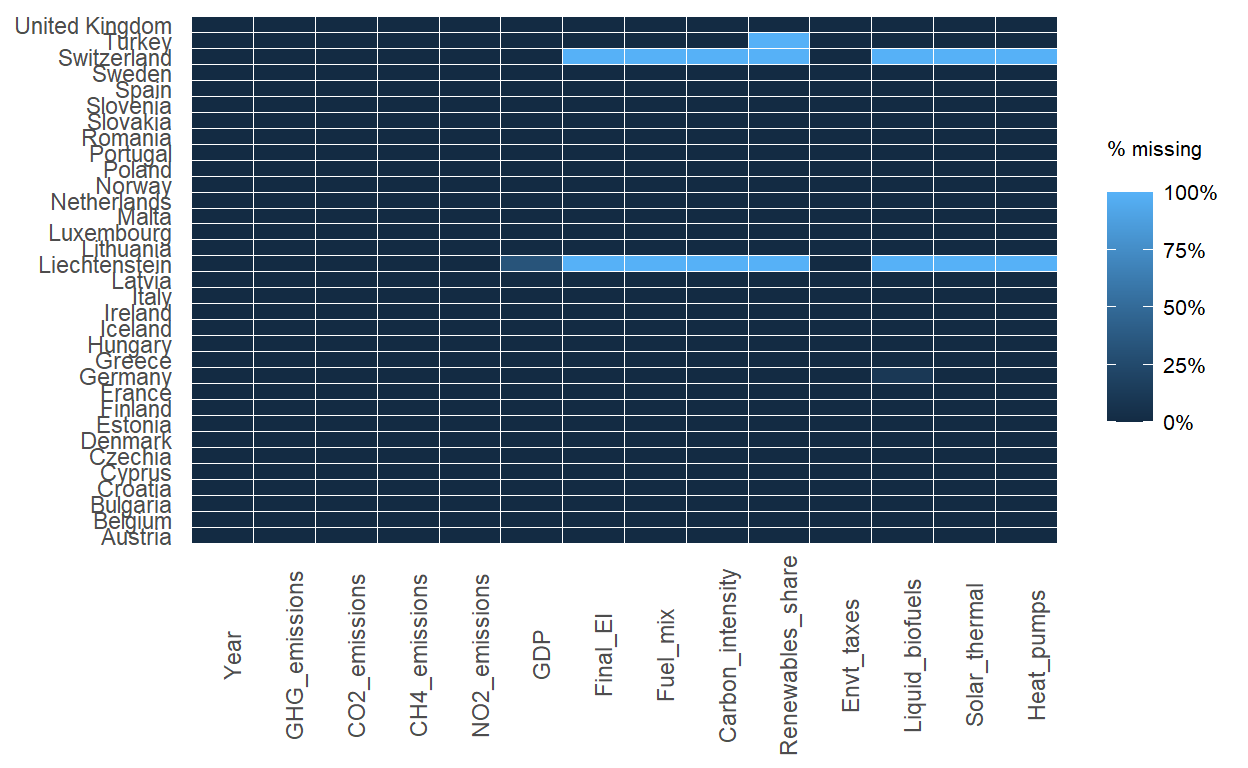 United Kingdom
Turkey
Switzerland
Sweden
Spain
Slovenia
Slovakia
Romania
Portugal
Poland
Norway
Netherlands
Malta
Luxembourg
Lithuania
Liechtenstein
Latvia
Italy
Ireland
Iceland
Hungary
Greece
Germany
France
Finland
Estonia
Denmark
Czechia
Cyprus
Croatia
Bulgaria
Belgium
Austria
Year
GHG_emissions
CO2_emissions
CH4_emissions
NO2_emissions
GDP
Final_EI
Fuel_mix
Carbon_intensity
Renewables_share
Envt_taxes
Liquid_biofuels
Solar_thermal
Heat_pumps
% missing
100%
75%
50%
25%
0%